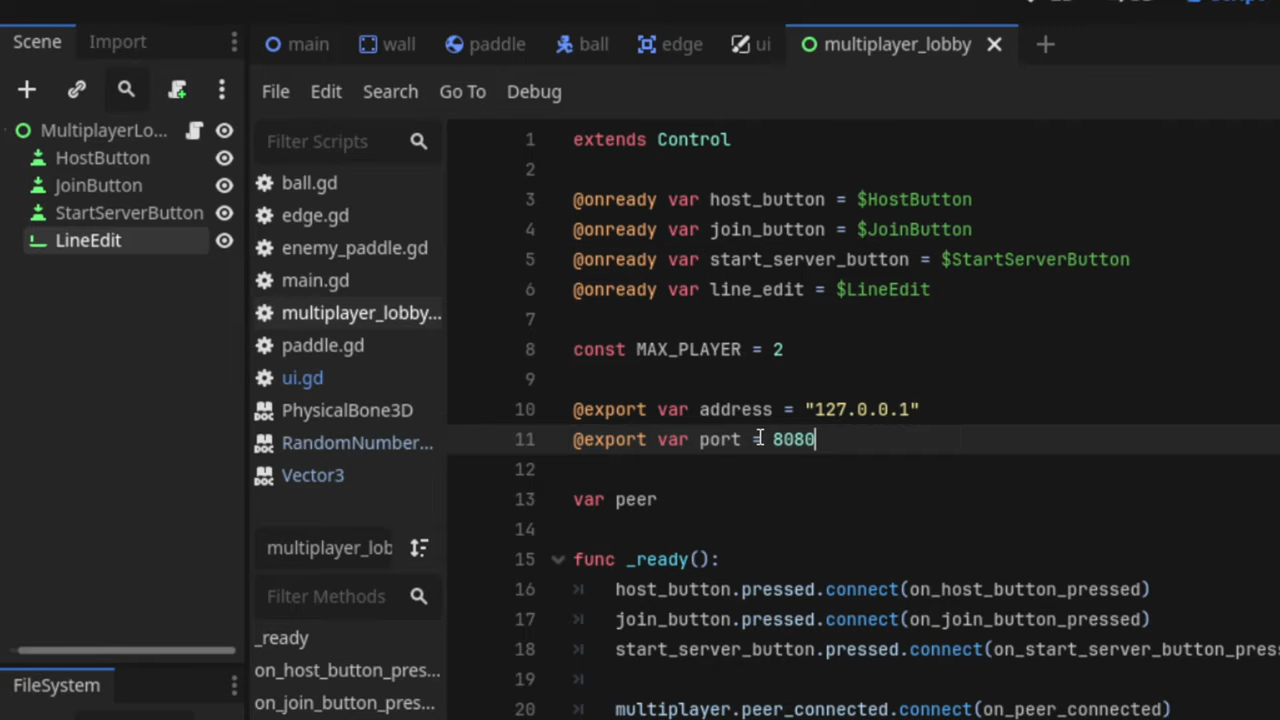 Scene
Import
main
wall
paddle
ball
edge
ui
multiplayer_lobby
File
Edit
Search
Go To
Debug
MultiplayerLo...
HostButton
JoinButton
StartServerButton
LineEdit
Filter Scripts
ball.gd
edge.gd
enemy_paddle.gd
main.gd
multiplayer_lobby...
paddle.gd
ui.gd
PhysicalBone3D
RandomNumber...
Vector3
multiplayer_lob
Filter Methods
_ready
on_host_button_pres...
on_join_button_pres...
FileSystem
1 extends Control
2
3 @onready var host_button = $HostButton
4 @onready var join_button = $JoinButton
5 @onready var start_server_button = $StartServerButton
6 @onready var line_edit = $LineEdit
7
8 const MAX_PLAYER = 2
9
10 @export var address = "127.0.0.1"
11 @export var port = 8080
12
13 var peer
14
15 func _ready():
16 host_button.pressed.connect(on_host_button_pressed)
17 join_button.pressed.connect(on_join_button_pressed)
18 start_server_button.pressed.connect(on_start_server_button_press
19
20 multiplayer.peer_connected.connect(on_peer_connected)